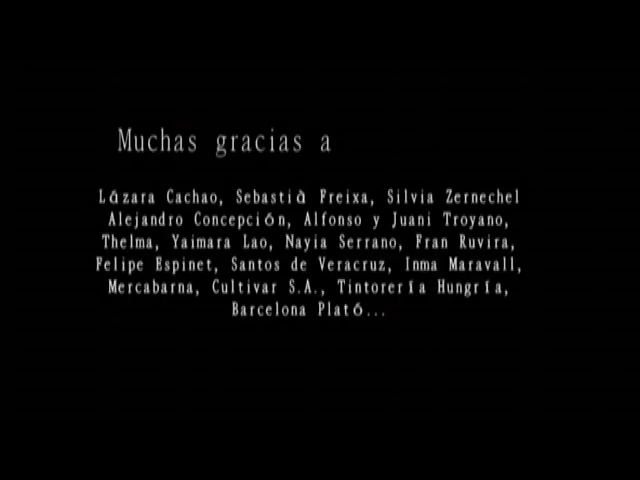 Muchas gracias a
Lázara Cachao, Sebastià Freixa, Silvia Zernechel
Alejandro Concepción, Alfonso y Juani Troyano,
Thelma, Yaimara Lao, Nayia Serrano, Fran Ruvira,
Felipe Espinet, Santos de Veracruz, Inma Maravall,
Mercabarna, Cultivar S.A., Tintorería Hungría,
Barcelona Plató...